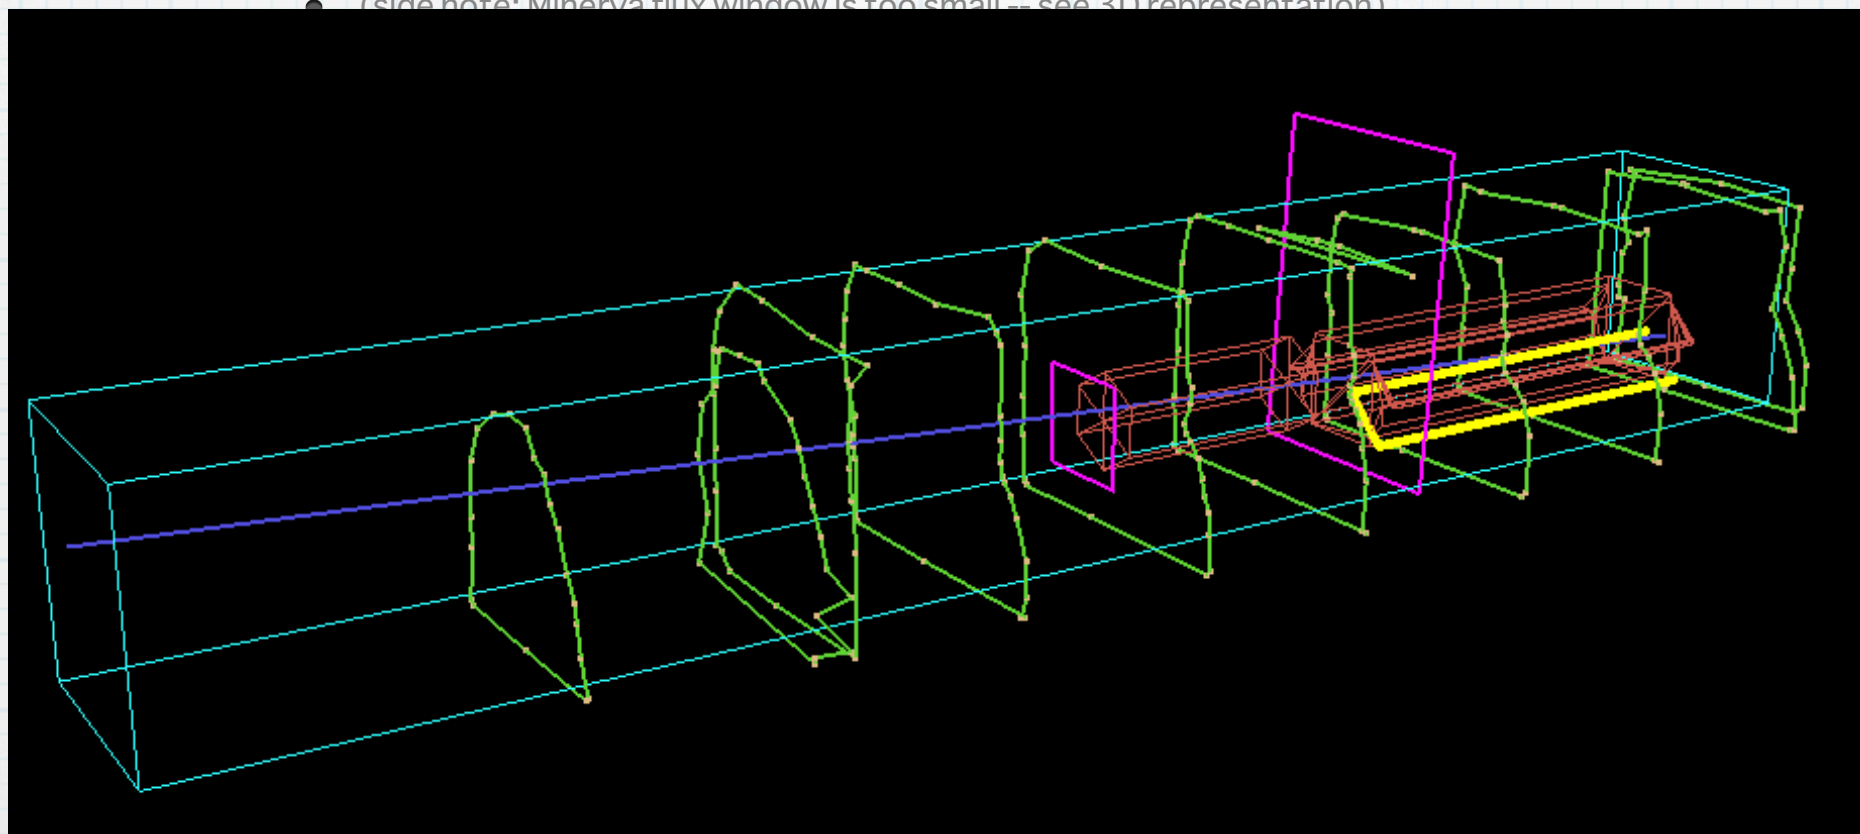 (side note: Minerva flux window is too small -- see 3D representation)